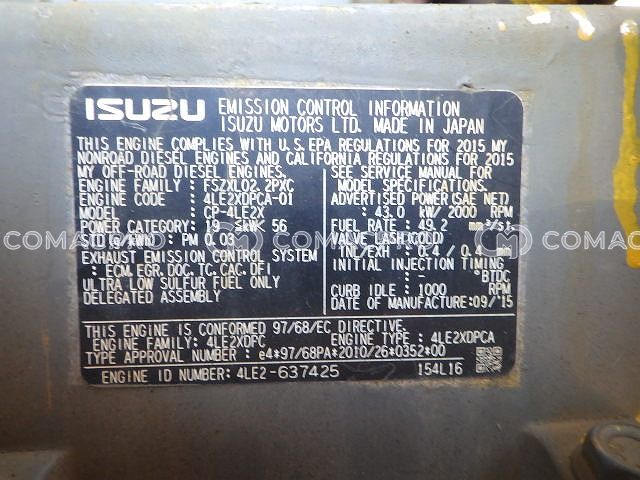 ISUZU EMISSION CONTROL INFORMATION
ISUZU MOTORS LTD. MADE IN JAPAN
THIS ENGINE COMPLIES WITH U.S. EPA REGULATIONS FOR 2015 MY
NONROAD DIESEL ENGINES AND CALIFORNIA REGULATIONS FOR 2015
MY OFF-ROAD DIESEL ENGINES.
ENGINE FAMILY : FSZXL02.2PXC
ENGINE CODE : 4LE2XDPCA-01
MODEL : CP-4LE2X
POWER CATEGORY : 19≤kW<56
STD(g/kWh) : PM 0.03
EXHAUST EMISSION CONTROL SYSTEM
: ECM, EGR, DOC, TC, CAC, DFI
ULTRA LOW SULFUR FUEL ONLY
DELEGATED ASSEMBLY
SEE SERVICE MANUAL FOR
MODEL SPECIFICATIONS.
ADVERTISED POWER(SAE NET)
: 43.0 kW/ 2000 RPM
FUEL RATE : 49.2 mm³/st
VALVE LASH(COLD)
IN/EXH : 0.4 / 0.4
INITIAL INJECTION TIMING
: - °BTDC
CURB IDLE : 1000 RPM
DATE OF MANUFACTURE:09/'15
THIS ENGINE IS CONFORMED 97/68/EC DIRECTIVE.
ENGINE FAMILY: 4LE2XDPC ENGINE TYPE: 4LE2XDPCA
TYPE APPROVAL NUMBER : e4*97/68PA*2010/26*0352*00
ENGINE ID NUMBER: 4LE2-637425 154L16
COMAC COMAC COMAC